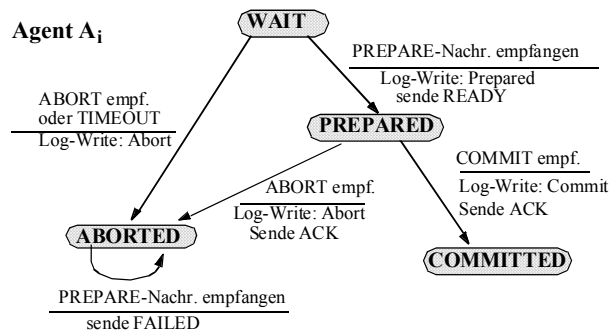 WAIT
Agent Ai
PREPARE-Nachr. empfangen
Log-Write: Prepared
sende READY
ABORT empf.
oder TIMEOUT
Log-Write: Abort
PREPARED
COMMIT empf.
Log-Write: Commit
Sende ACK
ABORT empf.
Log-Write: Abort
Sende ACK
ABORTED
COMMITTED
PREPARE-Nachr. empfangen
sende FAILED